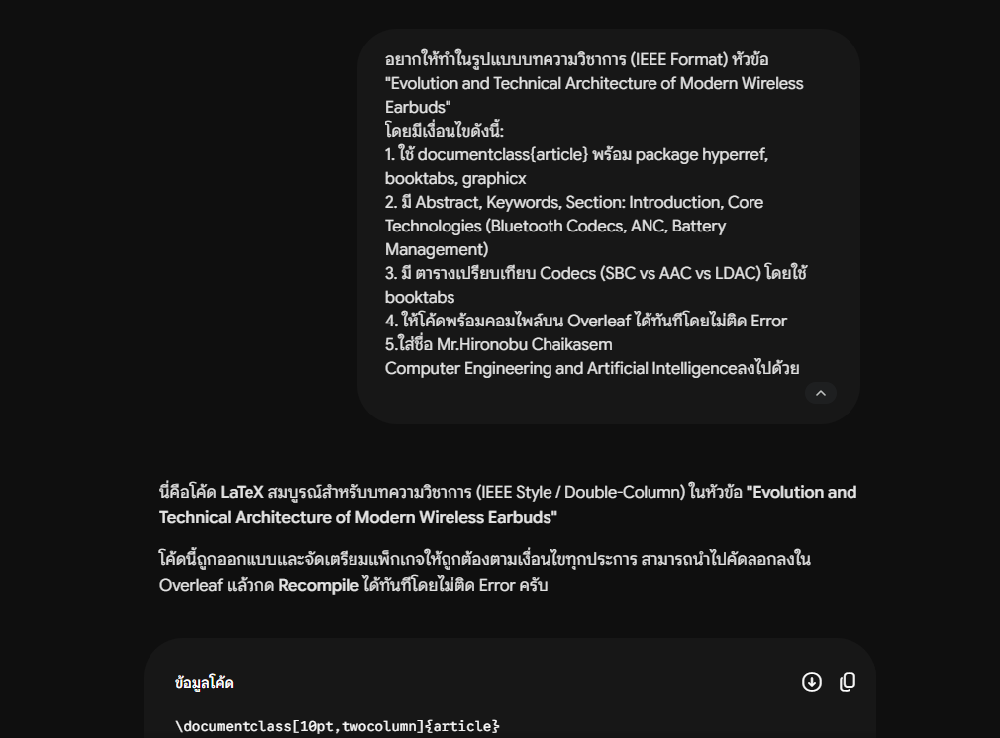 อยากให้ทำในรูปแบบบทความวิชาการ (IEEE Format) หัวข้อ
"Evolution and Technical Architecture of Modern Wireless
Earbuds"
โดยมีเงื่อนไขดังนี้:
1. ใช้ documentclass{article} พร้อม package hyperref,
booktabs, graphicx
2. มี Abstract, Keywords, Section: Introduction, Core
Technologies (Bluetooth Codecs, ANC, Battery
Management)
3. มี ตารางเปรียบเทียบ Codecs (SBC vs AAC vs LDAC) โดยใช้
booktabs
4. ให้โค้ดพร้อมคอมไพล์บน Overleaf ได้ทันทีโดยไม่ติด Error
5.ใส่ชื่อ Mr.Hironobu Chaikasem
Computer Engineering and Artificial Intelligenceลงไปด้วย
นี่คือโค้ด LaTeX สมบูรณ์สำหรับบทความวิชาการ (IEEE Style / Double-Column) ในหัวข้อ "Evolution and
Technical Architecture of Modern Wireless Earbuds"
โค้ดนี้ถูกออกแบบและจัดเตรียมแพ็กเกจให้ถูกต้องตามเงื่อนไขทุกประการ สามารถนำไปคัดลอกลงใน
Overleaf แล้วกด Recompile ได้ทันทีโดยไม่ติด Error ครับ
ข้อมูลโค้ด
\documentclass[10pt,twocolumn]{article}